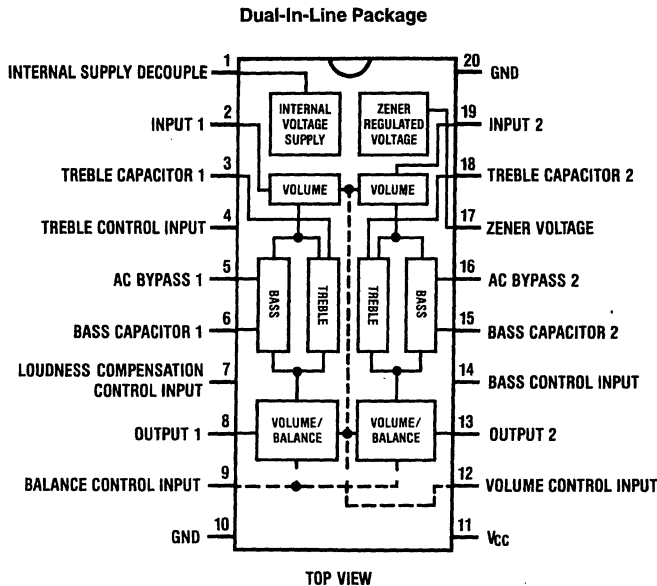 Dual-In-Line Package
1
INTERNAL SUPPLY DECOUPLE
20
GND
INTERNAL
VOLTAGE
SUPPLY
ZENER
REGULATED
VOLTAGE
2
INPUT 1
19
INPUT 2
3
TREBLE CAPACITOR 1
18
TREBLE CAPACITOR 2
VOLUME
VOLUME
4
TREBLE CONTROL INPUT
17
ZENER VOLTAGE
5
AC BYPASS 1
16
AC BYPASS 2
BASS
TREBLE
TREBLE
BASS
6
BASS CAPACITOR 1
15
BASS CAPACITOR 2
7
LOUDNESS COMPENSATION
CONTROL INPUT
14
BASS CONTROL INPUT
8
OUTPUT 1
VOLUME/
BALANCE
VOLUME/
BALANCE
13
OUTPUT 2
9
BALANCE CONTROL INPUT
12
VOLUME CONTROL INPUT
10
GND
11
VCC
TOP VIEW